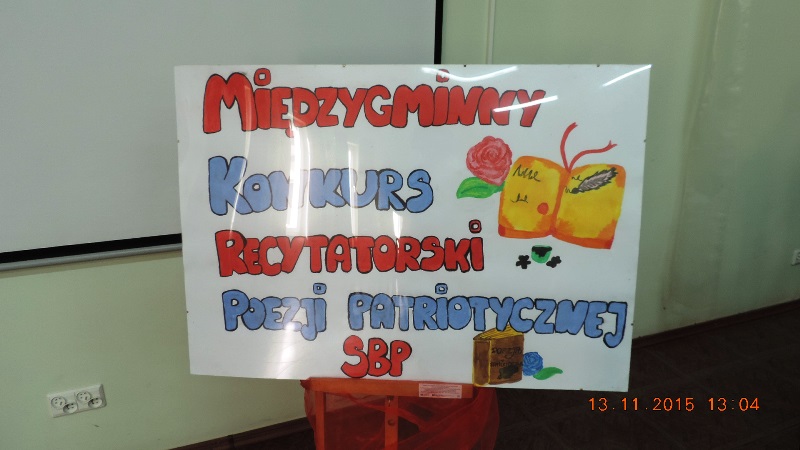 MIĘDZYGMINNY
KONKURS
RECYTATORSKI
POEZJI PATRIOTYCZNEJ
SBP
13.11.2015 13:04